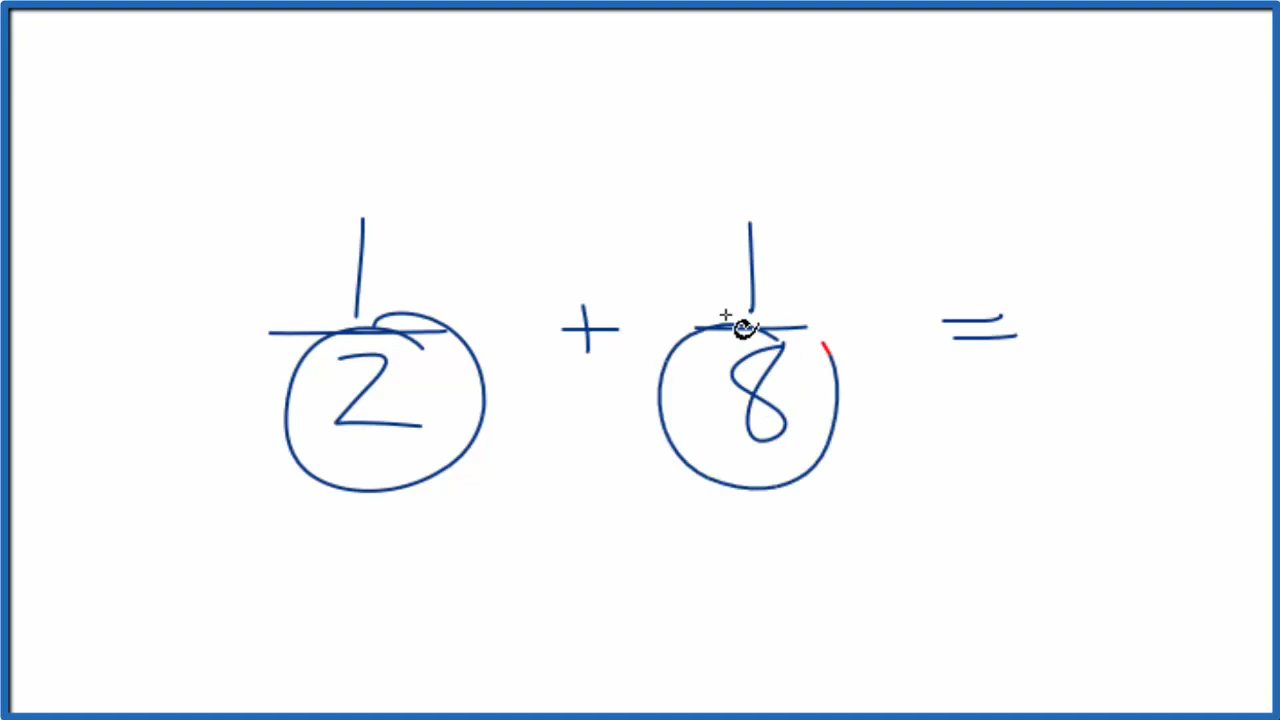 1/2 + 1/8 =